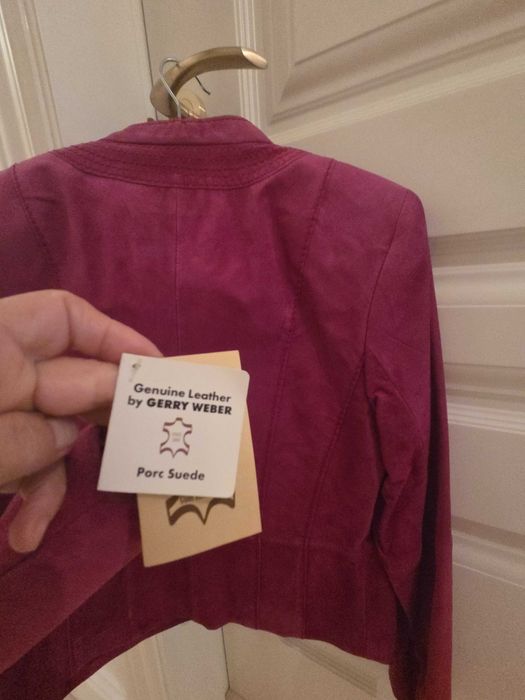 Genuine Leather
by GERRY WEBER
Porc Suede